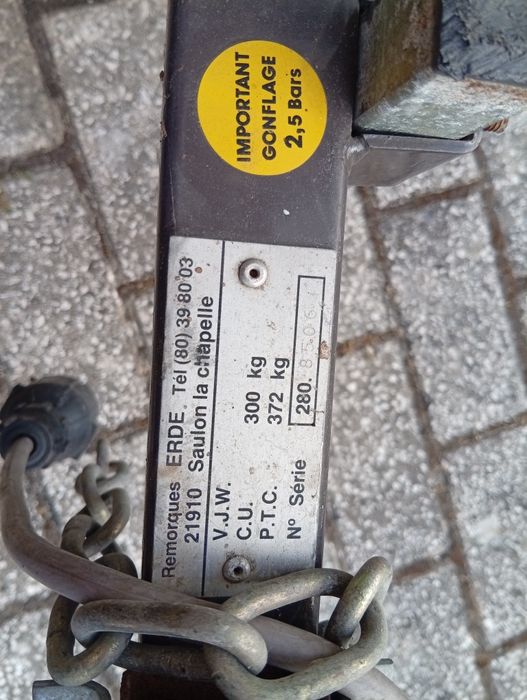 IMPORTANT
GONFLAGE
2,5 Bars
Remorques ERDE. Tél (80) 39 80 03
21910 Saulon la chapelle
V.J.W.
C.U. 300 kg
P.T.C. 372 kg
N° Série 280.